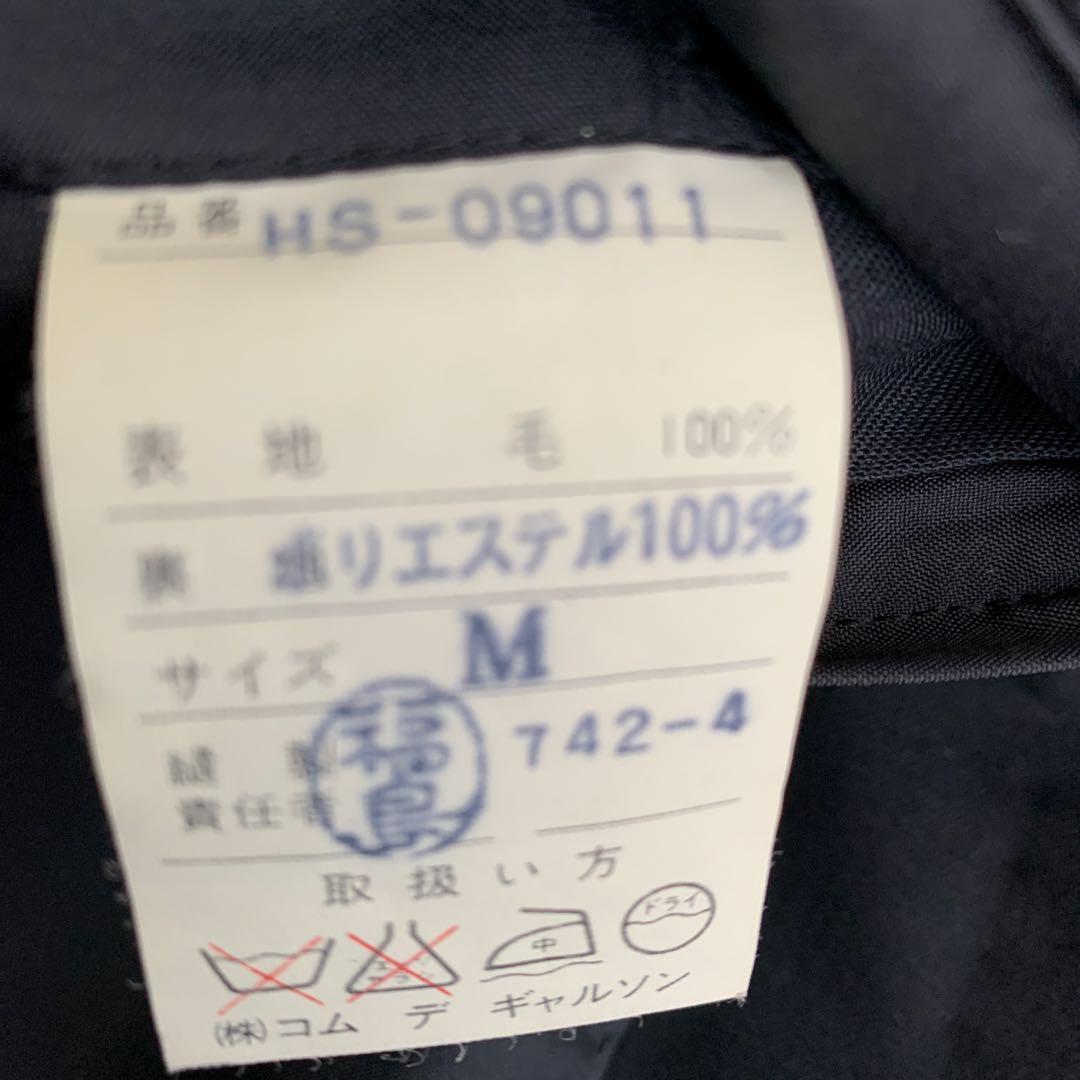 品番 HS-09011
表地 毛 100%
裏地 ポリエステル100%
サイズ M
縫製 福島 742-4
責任者
取扱い方
中 ドライ
(株)コム デ ギャルソン